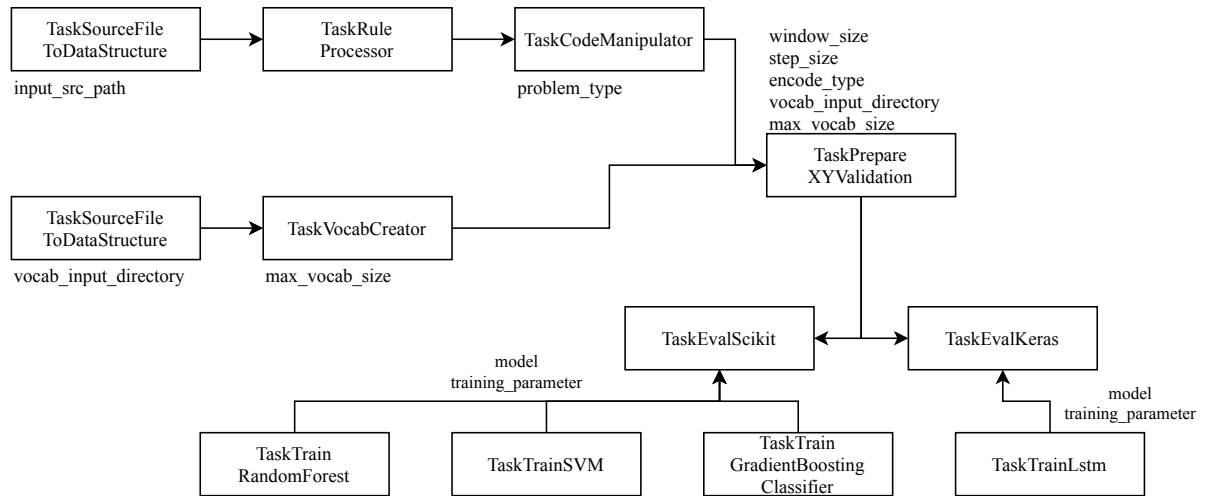 TaskSourceFile
ToDataStructure
input_src_path
TaskRule
Processor
TaskCodeManipulator
problem_type
window_size
step_size
encode_type
vocab_input_directory
max_vocab_size
TaskPrepare
XYValidation
TaskSourceFile
ToDataStructure
vocab_input_directory
TaskVocabCreator
max_vocab_size
TaskEvalScikit
TaskEvalKeras
model
training_parameter
model
training_parameter
TaskTrain
RandomForest
TaskTrainSVM
TaskTrain
GradientBoosting
Classifier
TaskTrainLstm